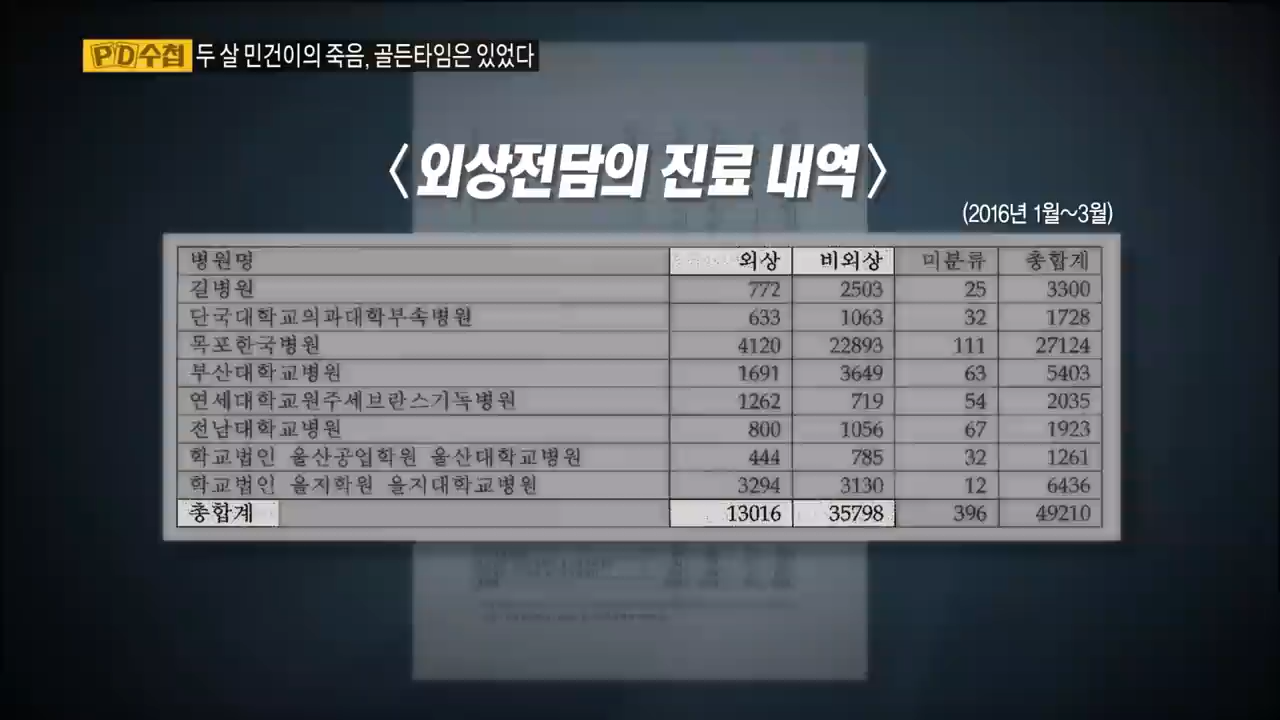 PD수첩 두 살 민건이의 죽음, 골든타임은 있었다
〈외상전담의 진료 내역〉
(2016년 1월~3월)
병원명 외상 비외상 미분류 총합계
길병원 772 2503 25 3300
단국대학교의과대학부속병원 633 1063 32 1728
목포한국병원 4120 22893 111 27124
부산대학교병원 1691 3649 63 5403
연세대학교원주세브란스기독병원 1262 719 54 2035
전남대학교병원 800 1056 67 1923
학교법인 울산공업학원 울산대학교병원 444 785 32 1261
학교법인 을지학원 을지대학교병원 3294 3130 12 6436
총합계 13016 35798 396 49210